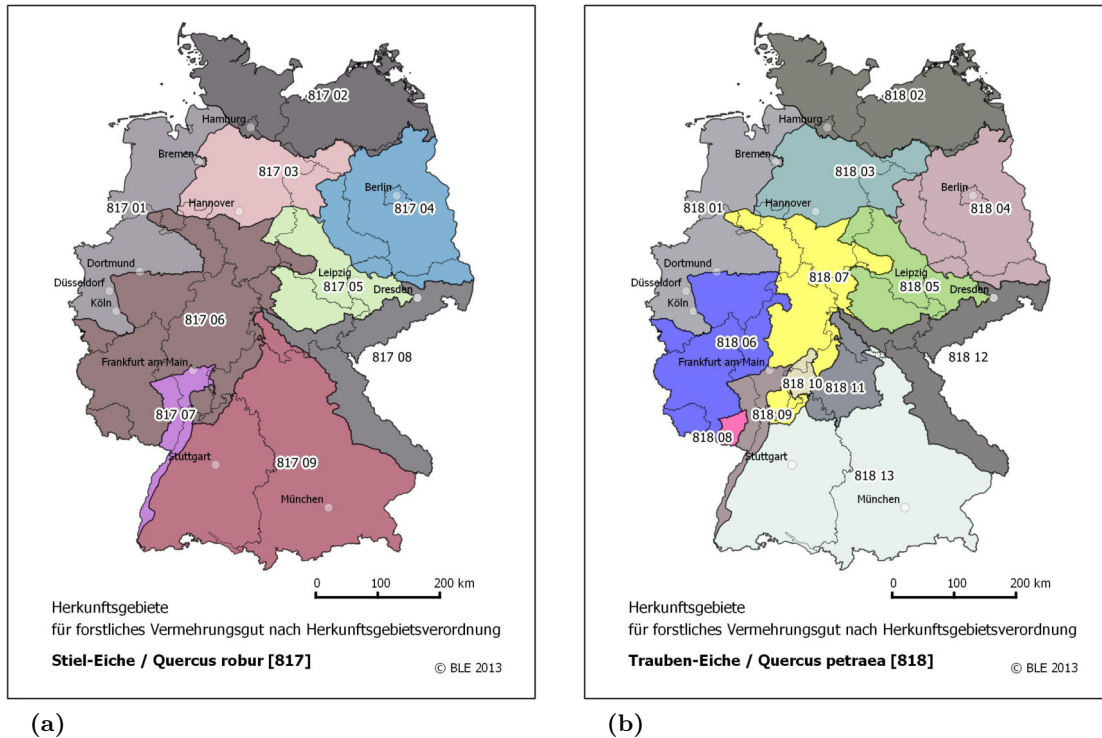 817 02
Hamburg
Bremen
817 03
Berlin
817 01
Hannover
817 04
Dortmund
Düsseldorf
Leipzig
817 05
Dresden
Köln
817 06
817 08
Frankfurt am Main
817 07
Stuttgart
817 09
München
0 100 200 km
Herkunftsgebiete
für forstliches Vermehrungsgut nach Herkunftsgebietsverordnung
Stiel-Eiche / Quercus robur [817]
© BLE 2013
(a)
818 02
Hamburg
Bremen
818 03
Berlin
818 01
Hannover
818 04
Dortmund
818 07
Düsseldorf
Leipzig
818 05
Dresden
Köln
818 06
818 12
Frankfurt am Main
818 10
818 11
818 09
818 08
Stuttgart
818 13
München
0 100 200 km
Herkunftsgebiete
für forstliches Vermehrungsgut nach Herkunftsgebietsverordnung
Trauben-Eiche / Quercus petraea [818]
© BLE 2013
(b)